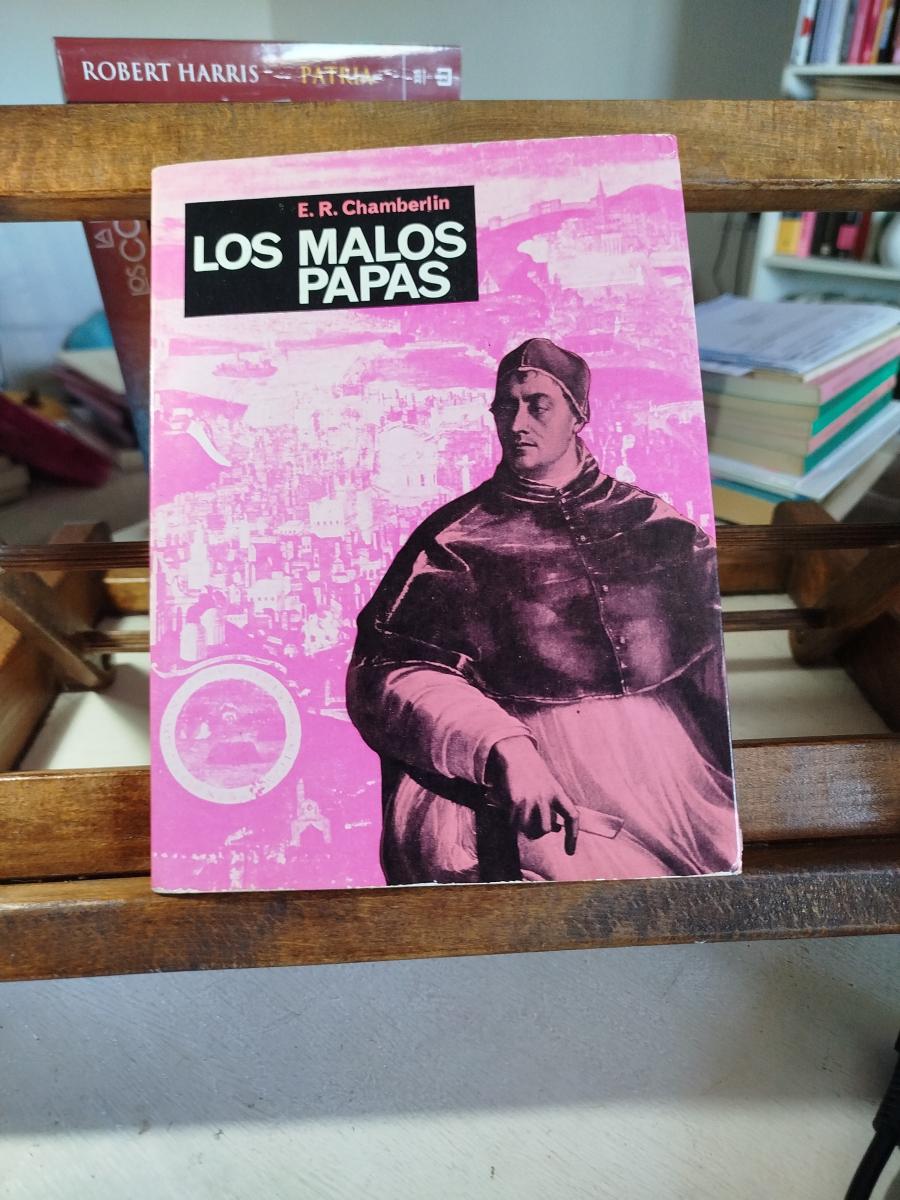 ROBERT HARRIS PATRIA
E. R. Chamberlin
LOS MALOS
PAPAS